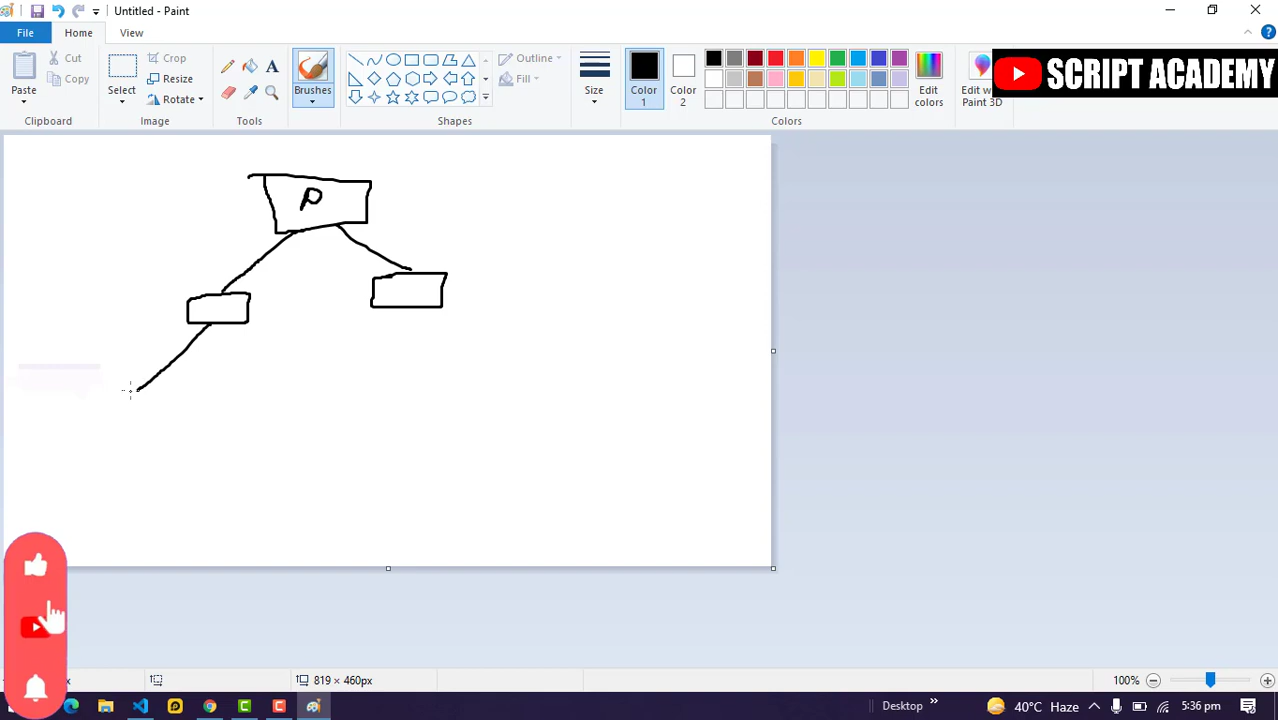 Untitled - Paint
File
Home
View
Paste
Cut
Copy
Clipboard
Select
Crop
Resize
Rotate
Image
A
Tools
Brushes
Outline
Fill
Shapes
Size
Color 1
Color 2
Edit colors
Colors
Edit w
Paint 3D
SCRIPT ACADEMY
P
819 × 460px
100%
Desktop
40°C Haze
5:36 pm